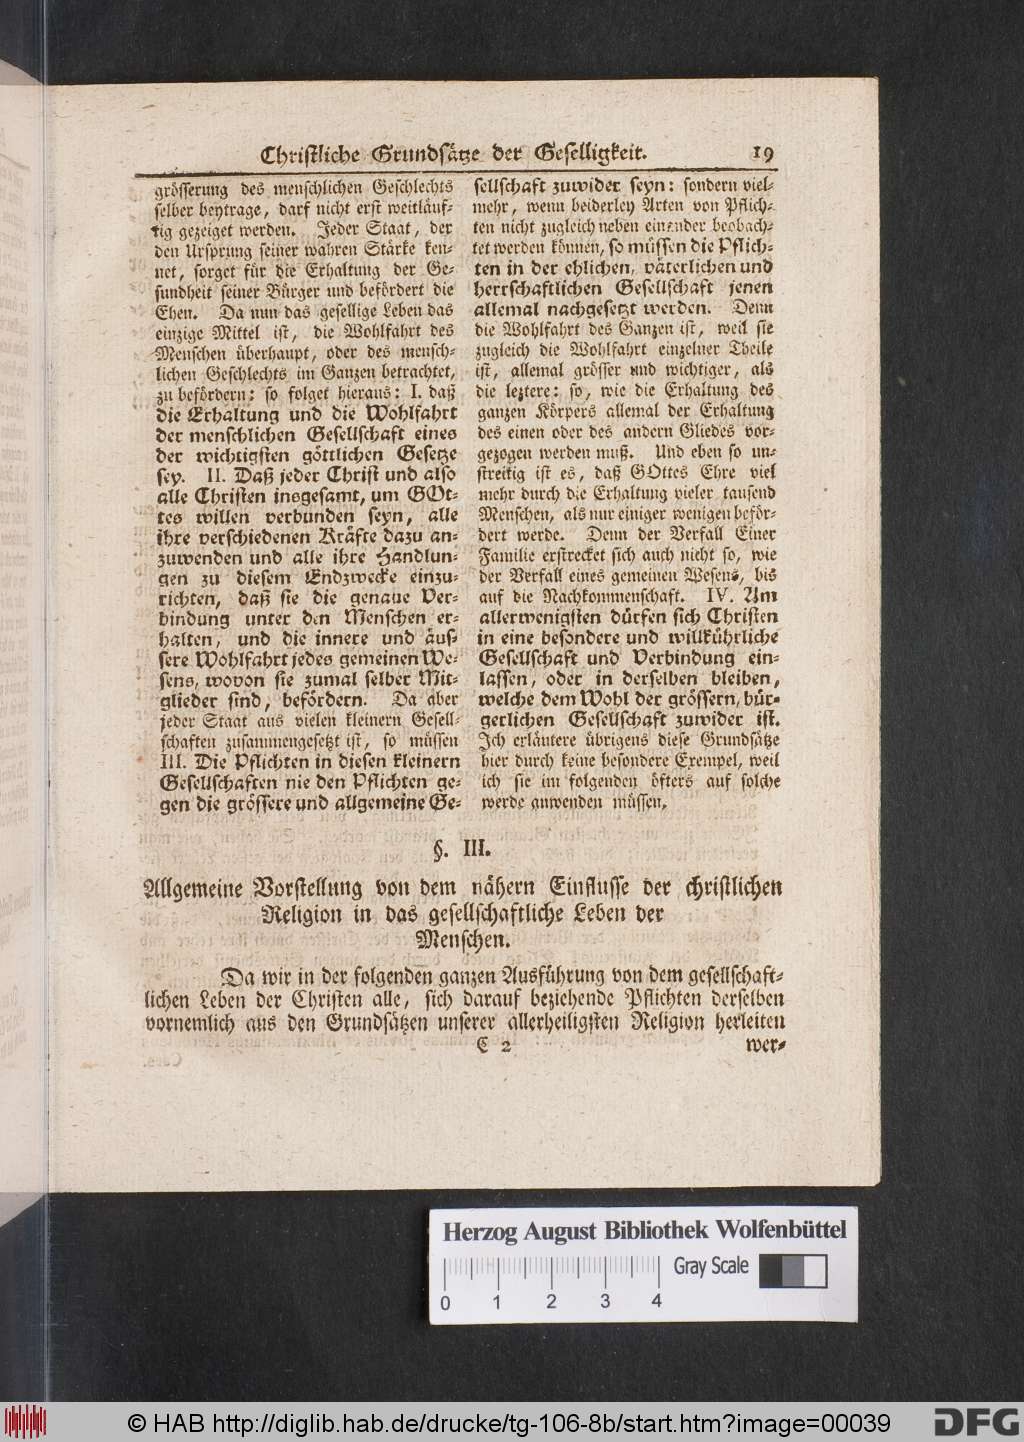 Christliche Grundsätze der Geselligkeit. 19
grösserung des menschlichen Geschlechts
selber beytrage, darf nicht erst weitläuf-
tig gezeiget werden. Jeder Staat, der
den Ursprung seiner wahren Stärke ken-
net, sorget für die Erhaltung der Ge-
sundheit seiner Bürger und befördert die
Ehen. Da nun das gesellige Leben das
einzige Mittel ist, die Wohlfahrt des
Menschen überhaupt, oder des mensch-
lichen Geschlechts im Ganzen betrachtet,
zu befördern: so folget hieraus: I. daß
die Erhaltung und die Wohlfahrt
der menschlichen Gesellschaft eines
der wichtigsten göttlichen Gesetze
sey. II. Daß jeder Christ und also
alle Christen insgesamt, um GOt-
tes willen verbunden seyn, alle
ihre verschiedenen Kräfte dazu an-
zuwenden und alle ihre Handlun-
gen zu diesem Endzwecke einzu-
richten, daß sie die genaue Ver-
bindung unter den Menschen er-
halten, und die innere und äus-
sere Wohlfahrt jedes gemeinen We-
sens, wovon sie zumal selber Mit-
glieder sind, befördern. Da aber
jeder Staat aus vielen kleinern Gesell-
schaften zusammengesetzt ist, so müssen
III. Die Pflichten in diesen kleinern
Gesellschaften nie den Pflichten ge-
gen die grössere und allgemeine Ge-
sellschaft zuwider seyn: sondern viel-
mehr, wenn beiderley Arten von Pflich-
ten nicht zugleich neben einander beobach-
tet werden können, so müssen die Pflich-
ten in der ehlichen, väterlichen und
herrschaftlichen Gesellschaft jenen
allemal nachgesetzt werden. Denn
die Wohlfahrt des Ganzen ist, weil sie
zugleich die Wohlfahrt einzelner Theile
ist, allemal grösser und wichtiger, als
die leztere: so, wie die Erhaltung des
ganzen Körpers allemal der Erhaltung
des einen oder des andern Gliedes vor-
gezogen werden muß. Und eben so un-
streitig ist es, daß GOttes Ehre viel
mehr durch die Erhaltung vieler tausend
Menschen, als nur einiger wenigen beför-
dert werde. Denn der Verfall Einer
Familie erstrecket sich auch nicht so, wie
der Verfall eines gemeinen Wesens, bis
auf die Nachkommenschaft. IV. Am
allerwenigsten dürfen sich Christen
in eine besondere und willkührliche
Gesellschaft und Verbindung ein-
lassen, oder in derselben bleiben,
welche dem Wohl der grössern, bür-
gerlichen Gesellschaft zuwider ist.
Ich erläutere übrigens diese Grundsätze
hier durch keine besondere Exempel, weil
ich sie im folgenden öfters auf solche
werde anwenden müssen.
§. III.
Allgemeine Vorstellung von dem nähern Einflusse der christlichen
Religion in das gesellschaftliche Leben der
Menschen.
Da wir in der folgenden ganzen Ausführung von dem gesellschaft-
lichen Leben der Christen alle, sich darauf beziehende Pflichten derselben
vornemlich aus den Grundsätzen unserer allerheiligsten Religion herleiten
C 2 wer-
Herzog August Bibliothek Wolfenbüttel
Gray Scale
0 1 2 3 4
© HAB http://diglib.hab.de/drucke/tg-106-8b/start.htm?image=00039
DFG